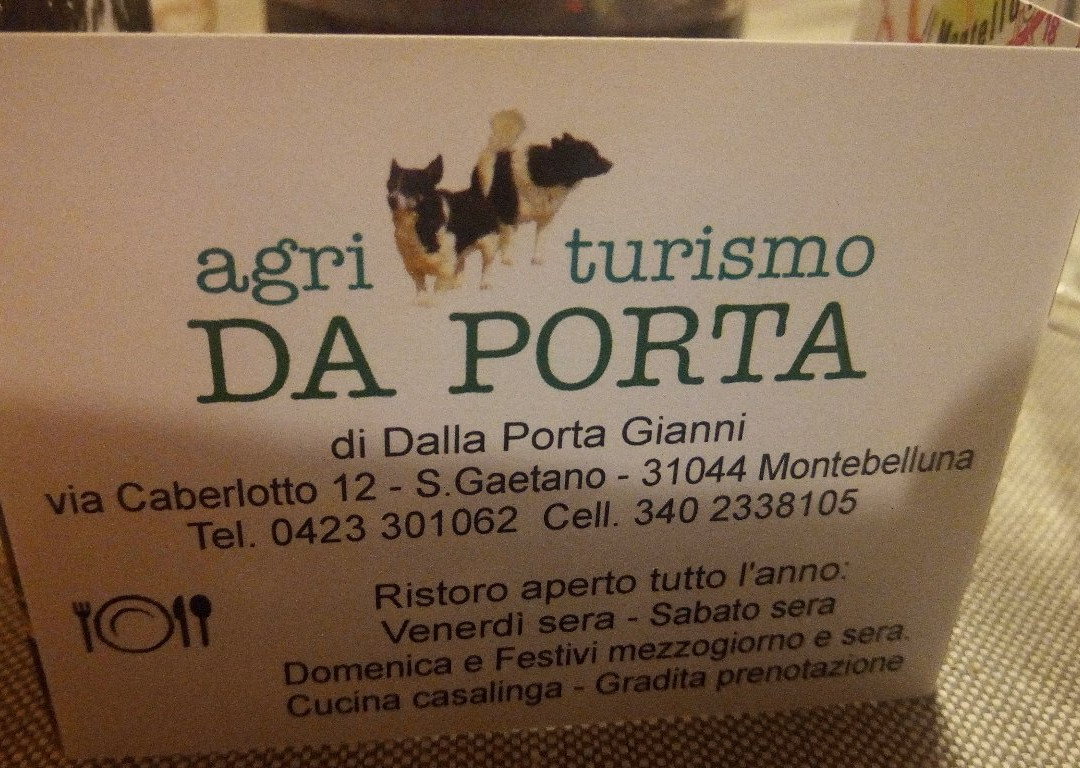 Montello
agri turismo
DA PORTA
di Dalla Porta Gianni
via Caberlotto 12 - S.Gaetano - 31044 Montebelluna
Tel. 0423 301062 Cell. 340 2338105
Ristoro aperto tutto l'anno:
Venerdì sera - Sabato sera
Domenica e Festivi mezzogiorno e sera.
Cucina casalinga - Gradita prenotazione